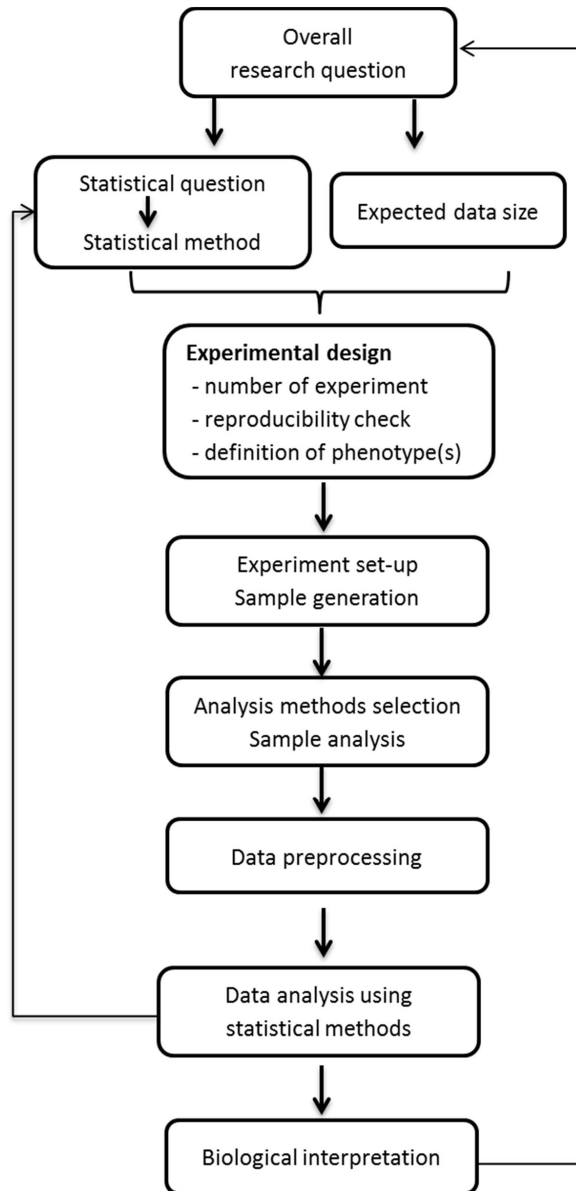 Overall
research question
Statistical question
Statistical method
Expected data size
Experimental design
- number of experiment
- reproducibility check
- definition of phenotype(s)
Experiment set-up
Sample generation
Analysis methods selection
Sample analysis
Data preprocessing
Data analysis using
statistical methods
Biological interpretation